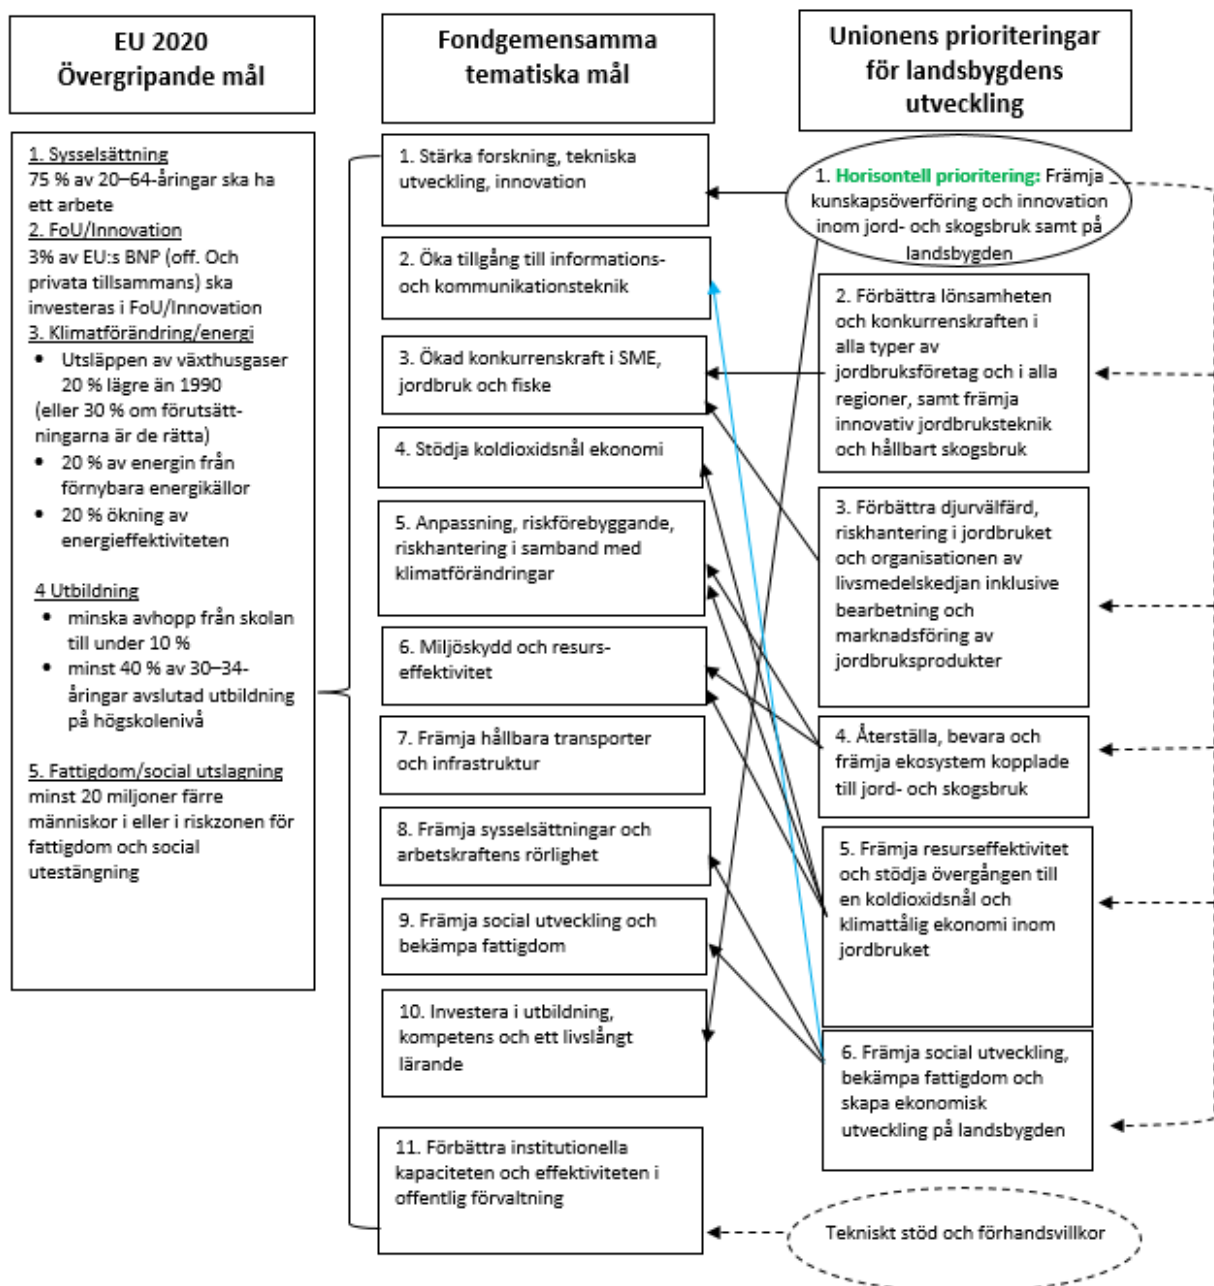 EU 2020
Övergripande mål
1. Sysselsättning
75 % av 20–64-åringar ska ha
ett arbete
2. FoU/Innovation
3% av EU:s BNP (off. Och
privata tillsammans) ska
investeras i FoU/Innovation
3. Klimatförändring/energi
• Utsläppen av växthusgaser
20 % lägre än 1990
(eller 30 % om förutsätt-
ningarna är de rätta)
• 20 % av energin från
förnybara energikällor
• 20 % ökning av
energieffektiviteten
4 Utbildning
• minska avhopp från skolan
till under 10 %
• minst 40 % av 30–34-
åringar avslutad utbildning
på högskolenivå
5. Fattigdom/social utslagning
minst 20 miljoner färre
människor i eller i riskzonen för
fattigdom och social
utestängning
Fondgemensamma
tematiska mål
1. Stärka forskning, tekniska
utveckling, innovation
2. Öka tillgång till informations-
och kommunikationsteknik
3. Ökad konkurrenskraft i SME,
jordbruk och fiske
4. Stödja koldioxidsnål ekonomi
5. Anpassning, riskförebyggande,
riskhantering i samband med
klimatförändringar
6. Miljöskydd och resurs-
effektivitet
7. Främja hållbara transporter
och infrastruktur
8. Främja sysselsättningar och
arbetskraftens rörlighet
9. Främja social utveckling och
bekämpa fattigdom
10. Investera i utbildning,
kompetens och ett livslångt
lärande
11. Förbättra institutionella
kapaciteten och effektiviteten i
offentlig förvaltning
Unionens prioriteringar
för landsbygdens
utveckling
1. Horisontell prioritering: Främja
kunskapsöverföring och innovation
inom jord- och skogsbruk samt på
landsbygden
2. Förbättra lönsamheten
och konkurrenskraften i
alla typer av
jordbruksföretag och i alla
regioner, samt främja
innovativ jordbruksteknik
och hållbart skogsbruk
3. Förbättra djurvälfärd,
riskhantering i jordbruket
och organisationen av
livsmedelskedjan inklusive
bearbetning och
marknadsföring av
jordbruksprodukter
4. Återställa, bevara och
främja ekosystem kopplade
till jord- och skogsbruk
5. Främja resurseffektivitet
och stödja övergången till
en koldioxidsnål och
klimattålig ekonomi inom
jordbruket
6. Främja social utveckling,
bekämpa fattigdom och
skapa ekonomisk
utveckling på landsbygden
Tekniskt stöd och förhandsvillkor